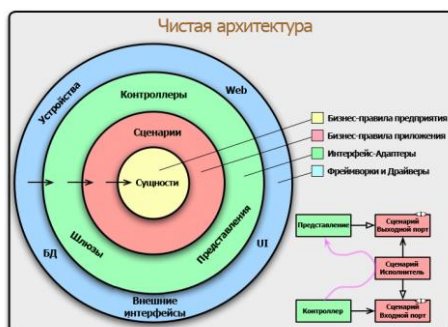 Чистая архитектура
Устройства
Web
Контроллеры
Сценарии
Сущности
Шлюзы
Представления
БД
UI
Внешние
интерфейсы
Бизнес-правила предприятия
Бизнес-правила приложения
Интерфейс-Адаптеры
Фреймворки и Драйверы
Представление
Сценарий
Выходной порт
Сценарий
Исполнитель
Контроллер
Сценарий
Входной порт